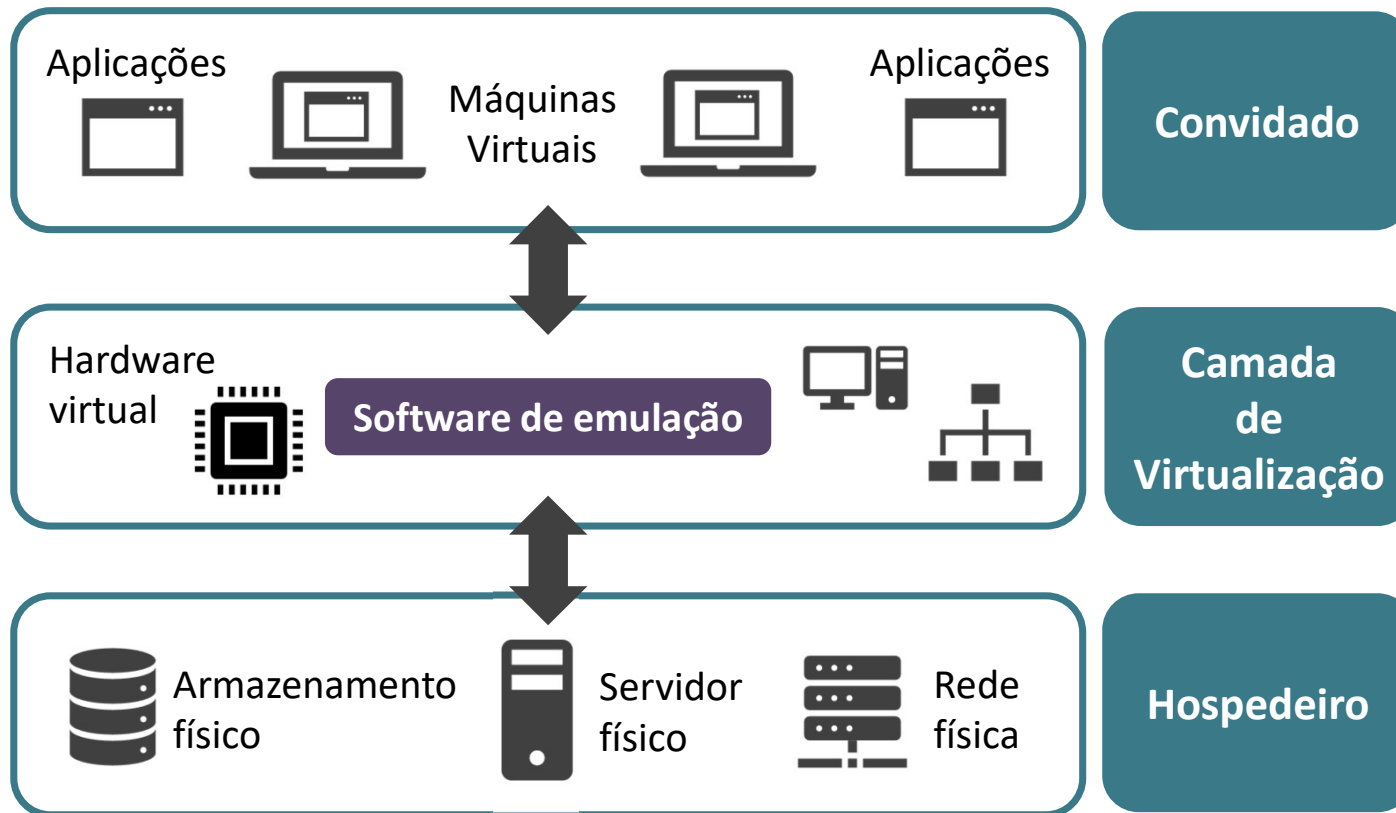 Aplicações
Máquinas
Virtuais
Aplicações
Convidado
Hardware
virtual
Software de emulação
Camada
de
Virtualização
Armazenamento
físico
Servidor
físico
Rede
física
Hospedeiro